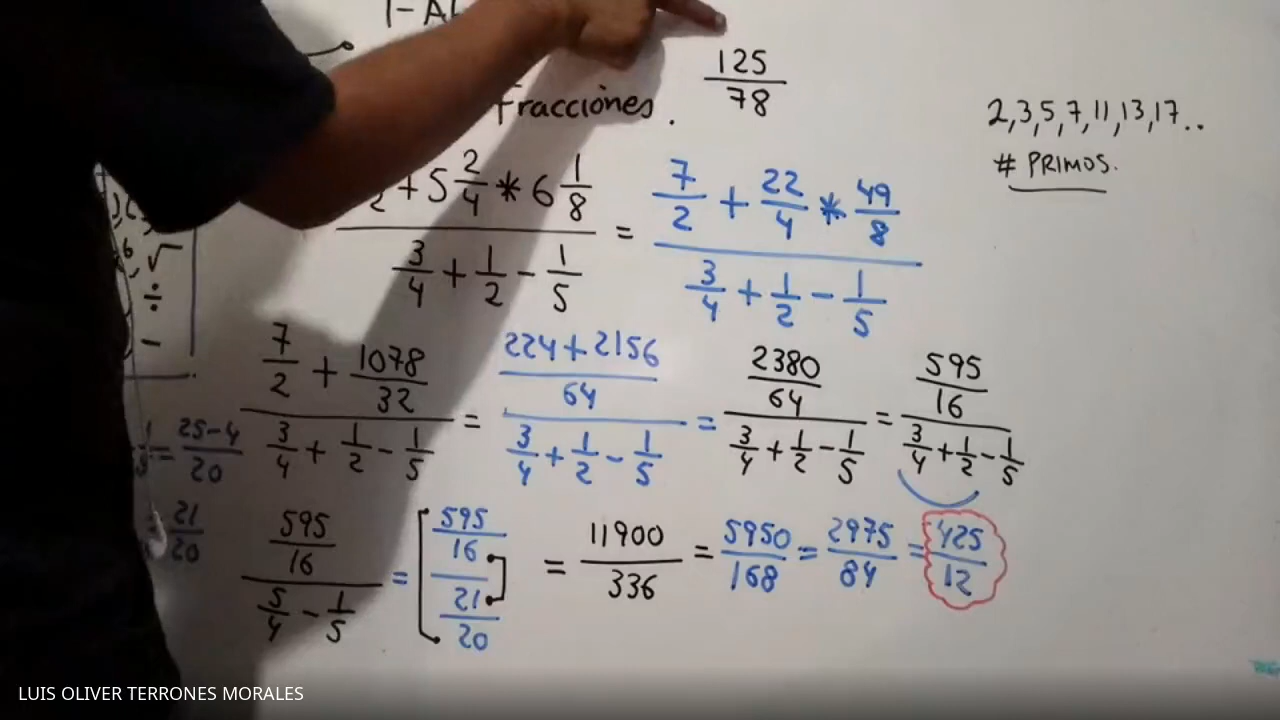 1-AL
fracciones.
125/78
2,3,5,7,11,13,17..
# PRIMOS.
2 + 5 2/4 * 6 1/8
3/4 + 1/2 - 1/5
=
7/2 + 22/4 * 49/8
3/4 + 1/2 - 1/5
7/2 + 1078/32
3/4 + 1/2 - 1/5
=
224+2156
64
3/4 + 1/2 - 1/5
=
2380/64
3/4 + 1/2 - 1/5
=
595/16
3/4 + 1/2 - 1/5
= 25-4/20
21/20
595/16
5/4 - 1/5
=
595/16
21/20
= 11900/336 = 5950/168 = 2975/84 = 425/12
LUIS OLIVER TERRONES MORALES